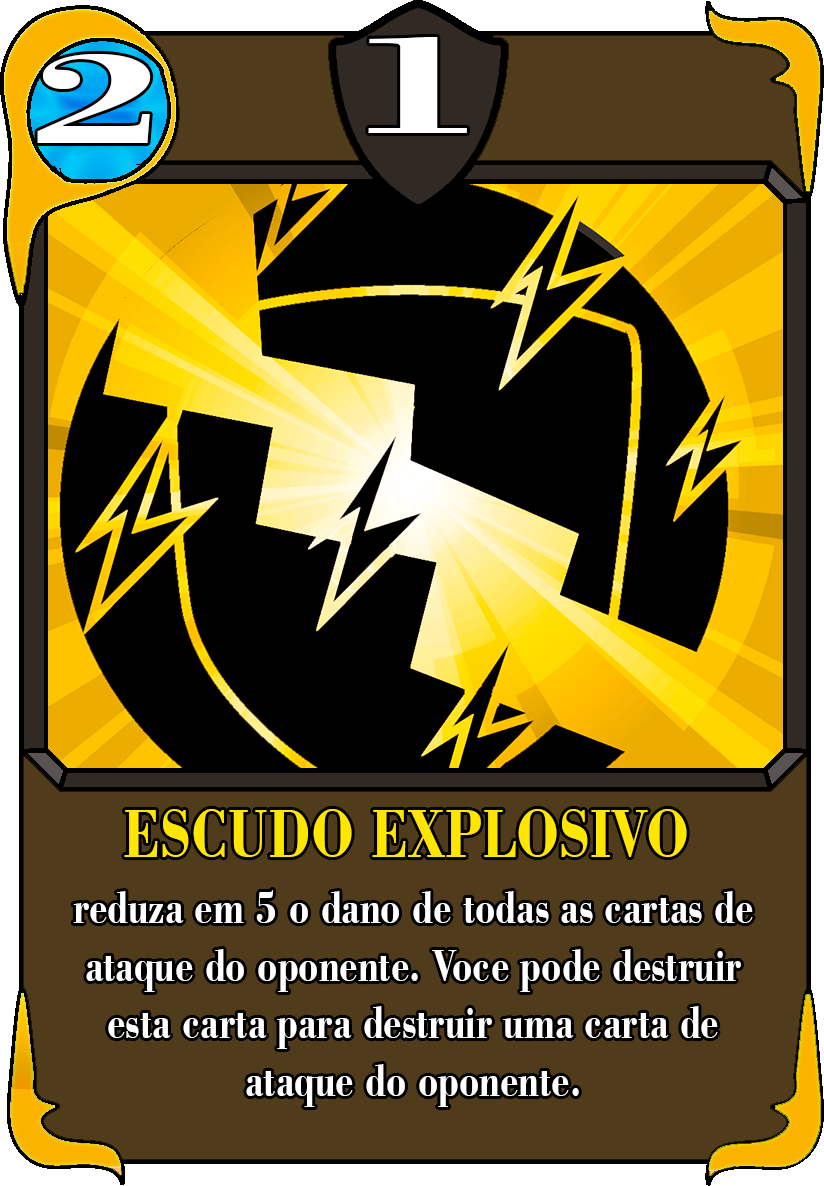 2
1
ESCUDO EXPLOSIVO
reduza em 5 o dano de todas as cartas de
ataque do oponente. Voce pode destruir
esta carta para destruir uma carta de
ataque do oponente.